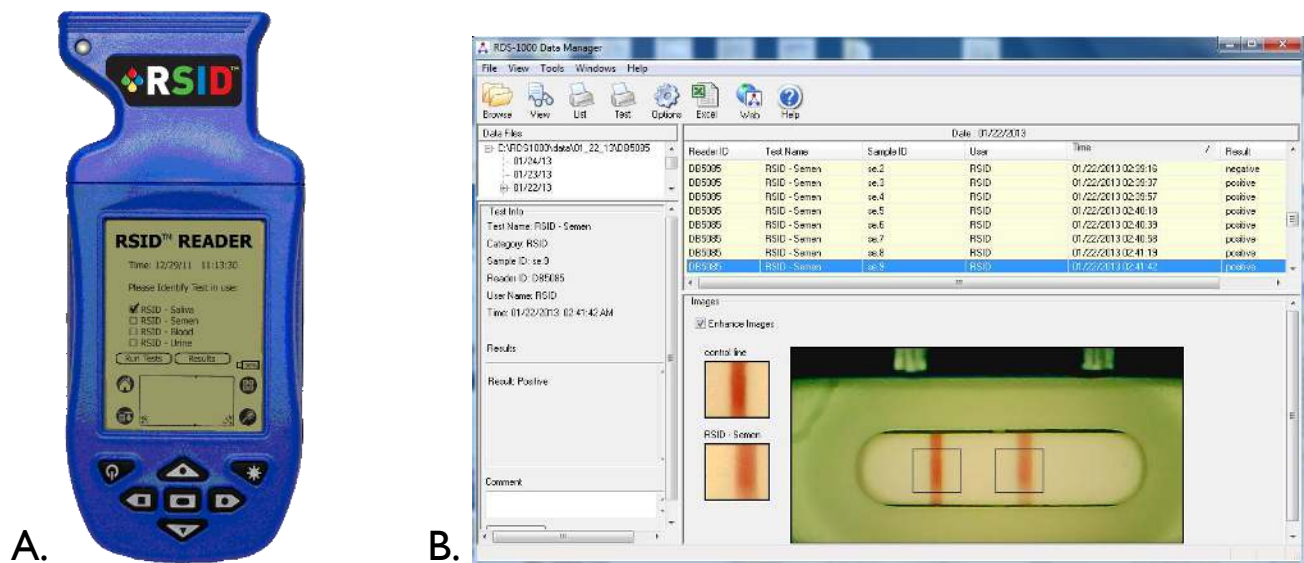 RSID™
RSID™ READER
Time: 12/29/11 11:13:30
Please Identify Test in use:
RSID - Saliva
RSID - Semen
RSID - Blood
RSID - Urine
Run Tests Results
A.
B.
RDS-1000 Data Manager
File View Tools Windows Help
Browse View List Test Options Excel Web Help
Data Files
C:\RDS1000\data\01_22_13\DB5085
01/24/13
01/23/13
01/22/13
Test Info
Test Name: RSID - Semen
Category: RSID
Sample ID: se.9
Reader ID: DB5085
User Name: RSID
Time: 01/22/2013 02:41:42 AM
Results
Result: Positive
Comment
Date : 01/22/2013
Reader ID Test Name Sample ID User Time / Result
DB5085 RSID - Semen se.2 RSID 01/22/2013 02:39:16 negative
DB5085 RSID - Semen se.3 RSID 01/22/2013 02:39:37 positive
DB5085 RSID - Semen se.4 RSID 01/22/2013 02:39:57 positive
DB5085 RSID - Semen se.5 RSID 01/22/2013 02:40:18 positive
DB5085 RSID - Semen se.6 RSID 01/22/2013 02:40:39 positive
DB5085 RSID - Semen se.7 RSID 01/22/2013 02:40:58 positive
DB5085 RSID - Semen se.8 RSID 01/22/2013 02:41:19 positive
DB5085 RSID - Semen se.9 RSID 01/22/2013 02:41:42 positive
Images
Enhance Images
control line
RSID - Semen